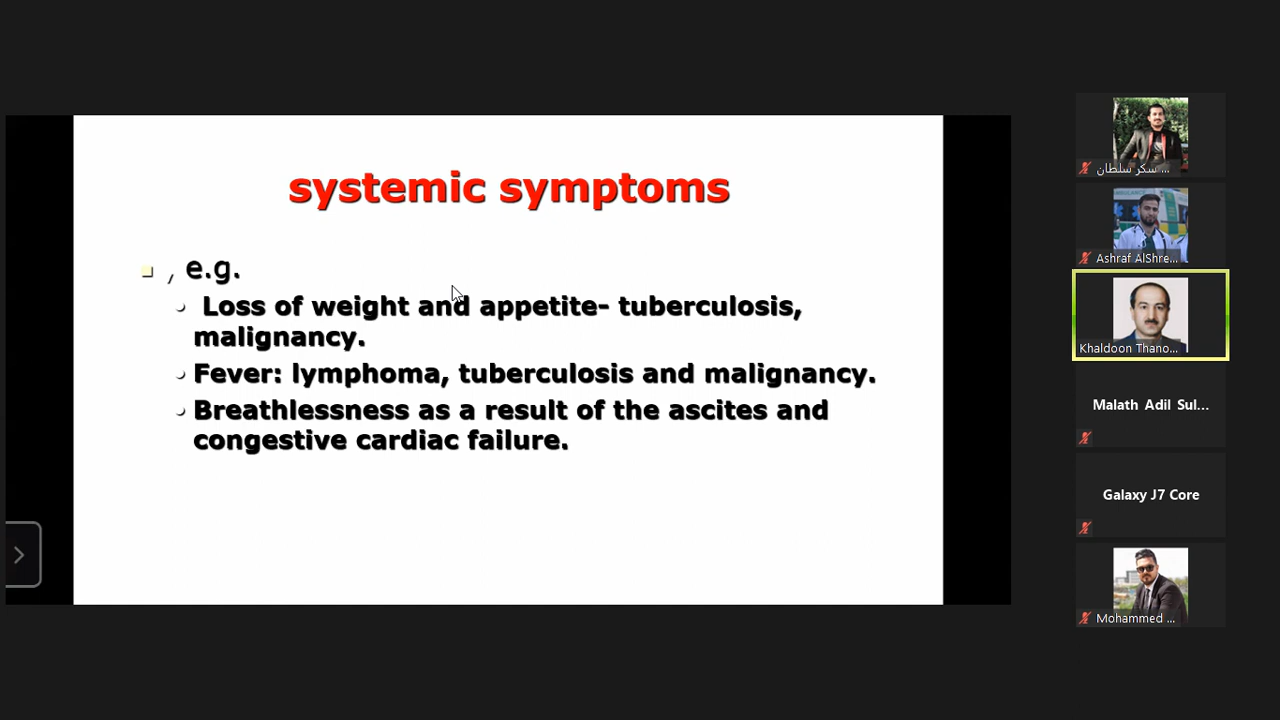 systemic symptoms
, e.g.
Loss of weight and appetite- tuberculosis,
malignancy.
Fever: lymphoma, tuberculosis and malignancy.
Breathlessness as a result of the ascites and
congestive cardiac failure.
سكر سلطان ...
Ashraf AlShre...
Khaldoon Thano...
Malath Adil Sul...
Galaxy J7 Core
Mohammed ...